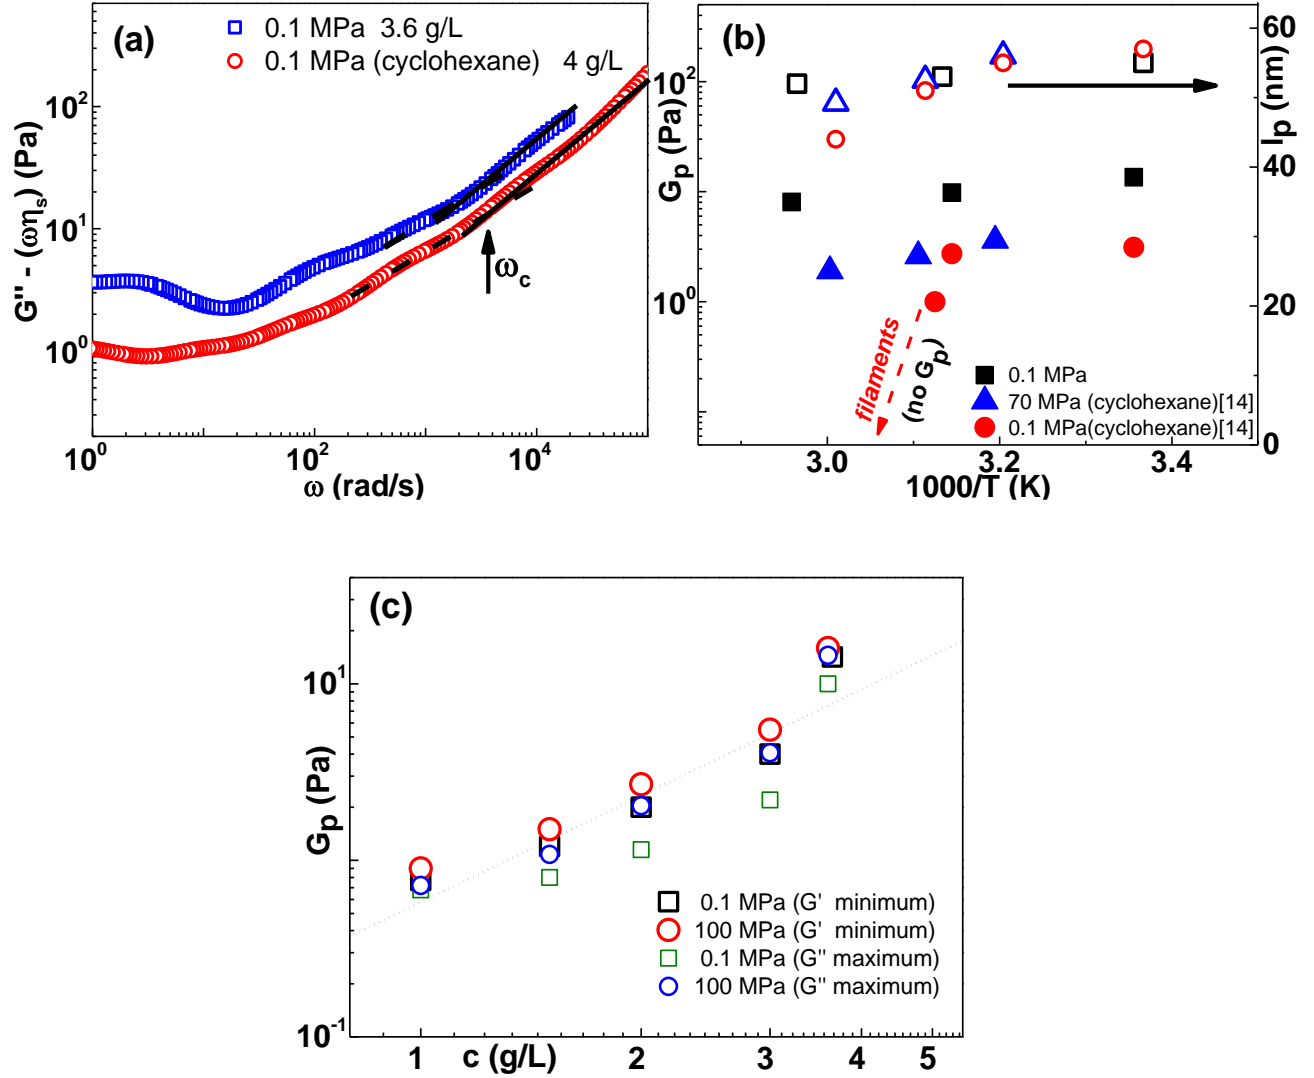 (a)
0.1 MPa 3.6 g/L
0.1 MPa (cyclohexane) 4 g/L
G'' - (ωηs) (Pa)
10²
10¹
10⁰
ωc
10⁰
10²
10⁴
ω (rad/s)
(b)
Gp (Pa)
10²
10⁰
60
40
20
0
lp (nm)
filaments
(no Gp)
0.1 MPa
70 MPa (cyclohexane)[14]
0.1 MPa(cyclohexane)[14]
3.0
3.2
3.4
1000/T (K)
(c)
Gp (Pa)
10¹
10⁻¹
0.1 MPa (G' minimum)
100 MPa (G' minimum)
0.1 MPa (G'' maximum)
100 MPa (G'' maximum)
1
2
3
4
5
c (g/L)